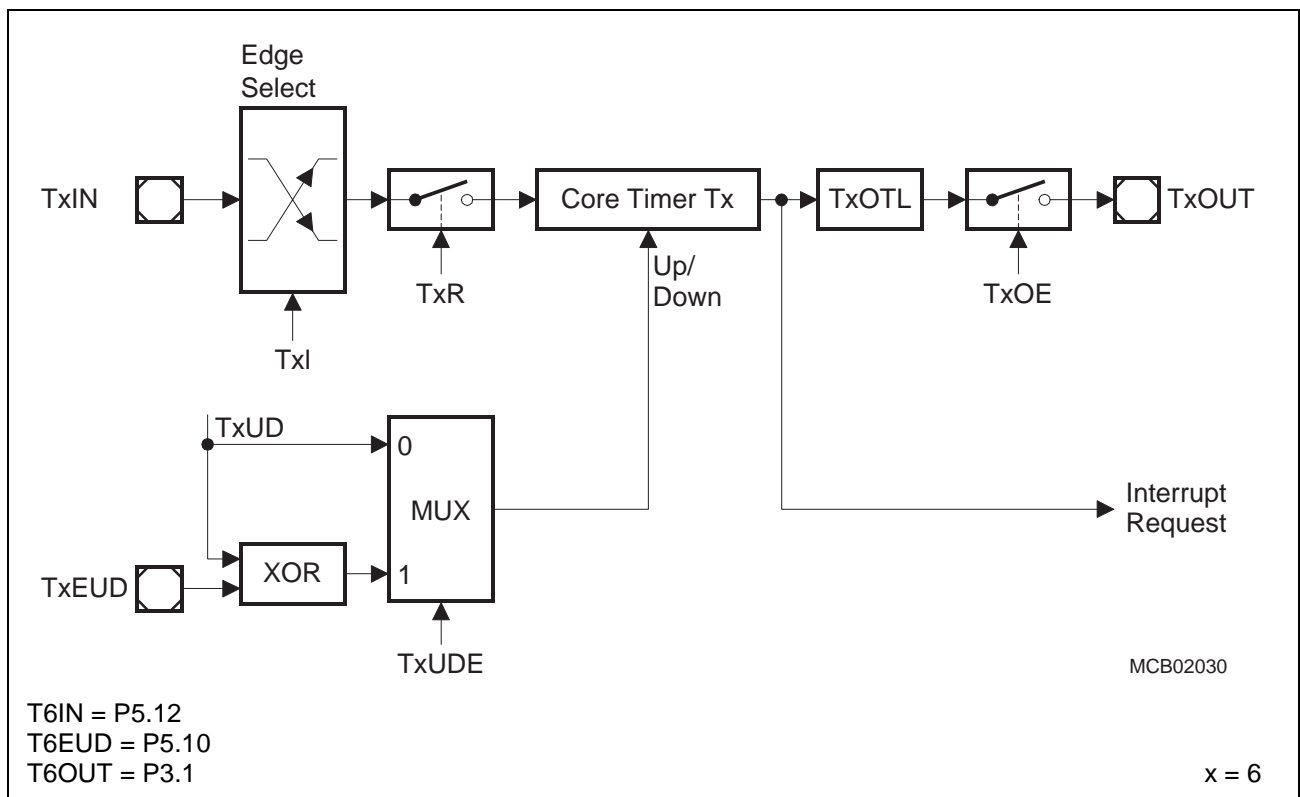 Edge
Select
TxIN
Core Timer Tx
TxOTL
TxOUT
Up/
Down
TxR
TxOE
TxI
TxUD
0
MUX
Interrupt
Request
XOR
1
TxEUD
TxUDE
MCB02030
T6IN = P5.12
T6EUD = P5.10
T6OUT = P3.1
x = 6